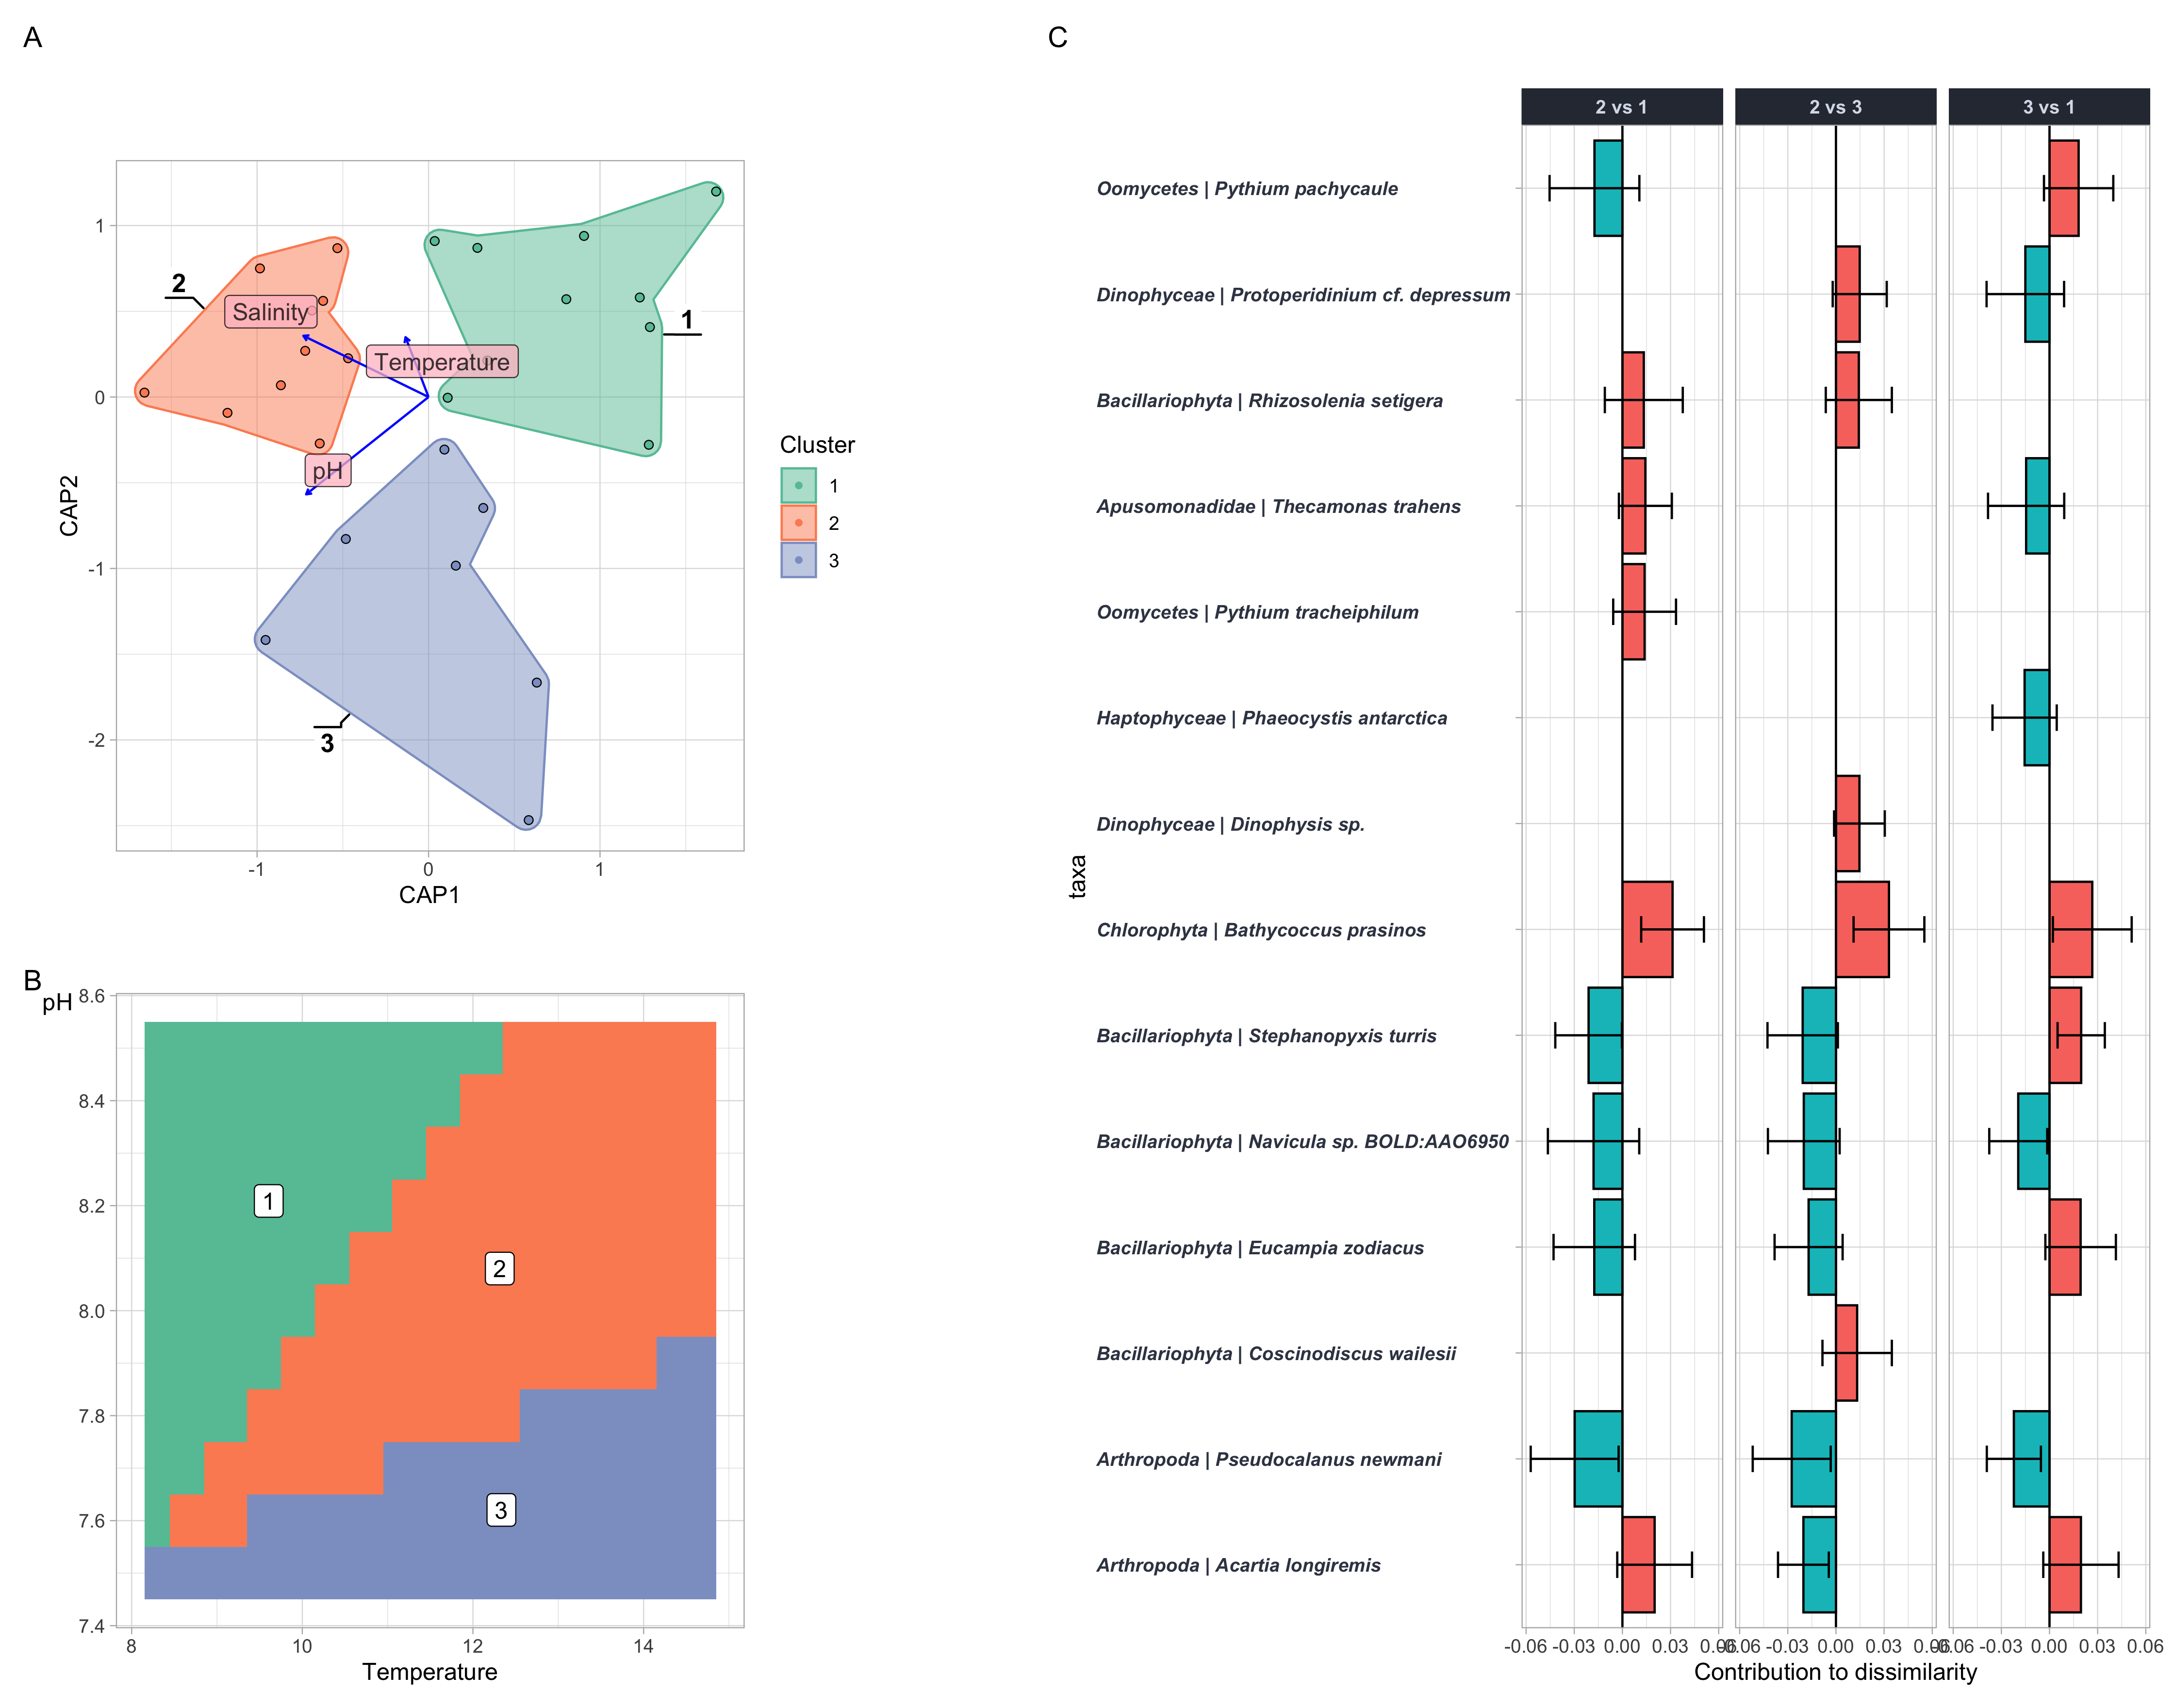 A
C
2 vs 1
2 vs 3
3 vs 1
1
0
-1
-2
CAP2
-1
0
1
CAP1
2
Salinity
1
Temperature
pH
3
Cluster
1
2
3
B
pH
8.6
8.4
8.2
8.0
7.8
7.6
7.4
1
2
3
8
10
12
14
Temperature
taxa
Oomycetes | Pythium pachycaule
Dinophyceae | Protoperidinium cf. depressum
Bacillariophyta | Rhizosolenia setigera
Apusomonadidae | Thecamonas trahens
Oomycetes | Pythium tracheiphilum
Haptophyceae | Phaeocystis antarctica
Dinophyceae | Dinophysis sp.
Chlorophyta | Bathycoccus prasinos
Bacillariophyta | Stephanopyxis turris
Bacillariophyta | Navicula sp. BOLD:AAO6950
Bacillariophyta | Eucampia zodiacus
Bacillariophyta | Coscinodiscus wailesii
Arthropoda | Pseudocalanus newmani
Arthropoda | Acartia longiremis
-0.06 -0.03 0.00 0.03 0.06
-0.06 -0.03 0.00 0.03 0.06
-0.06 -0.03 0.00 0.03 0.06
Contribution to dissimilarity